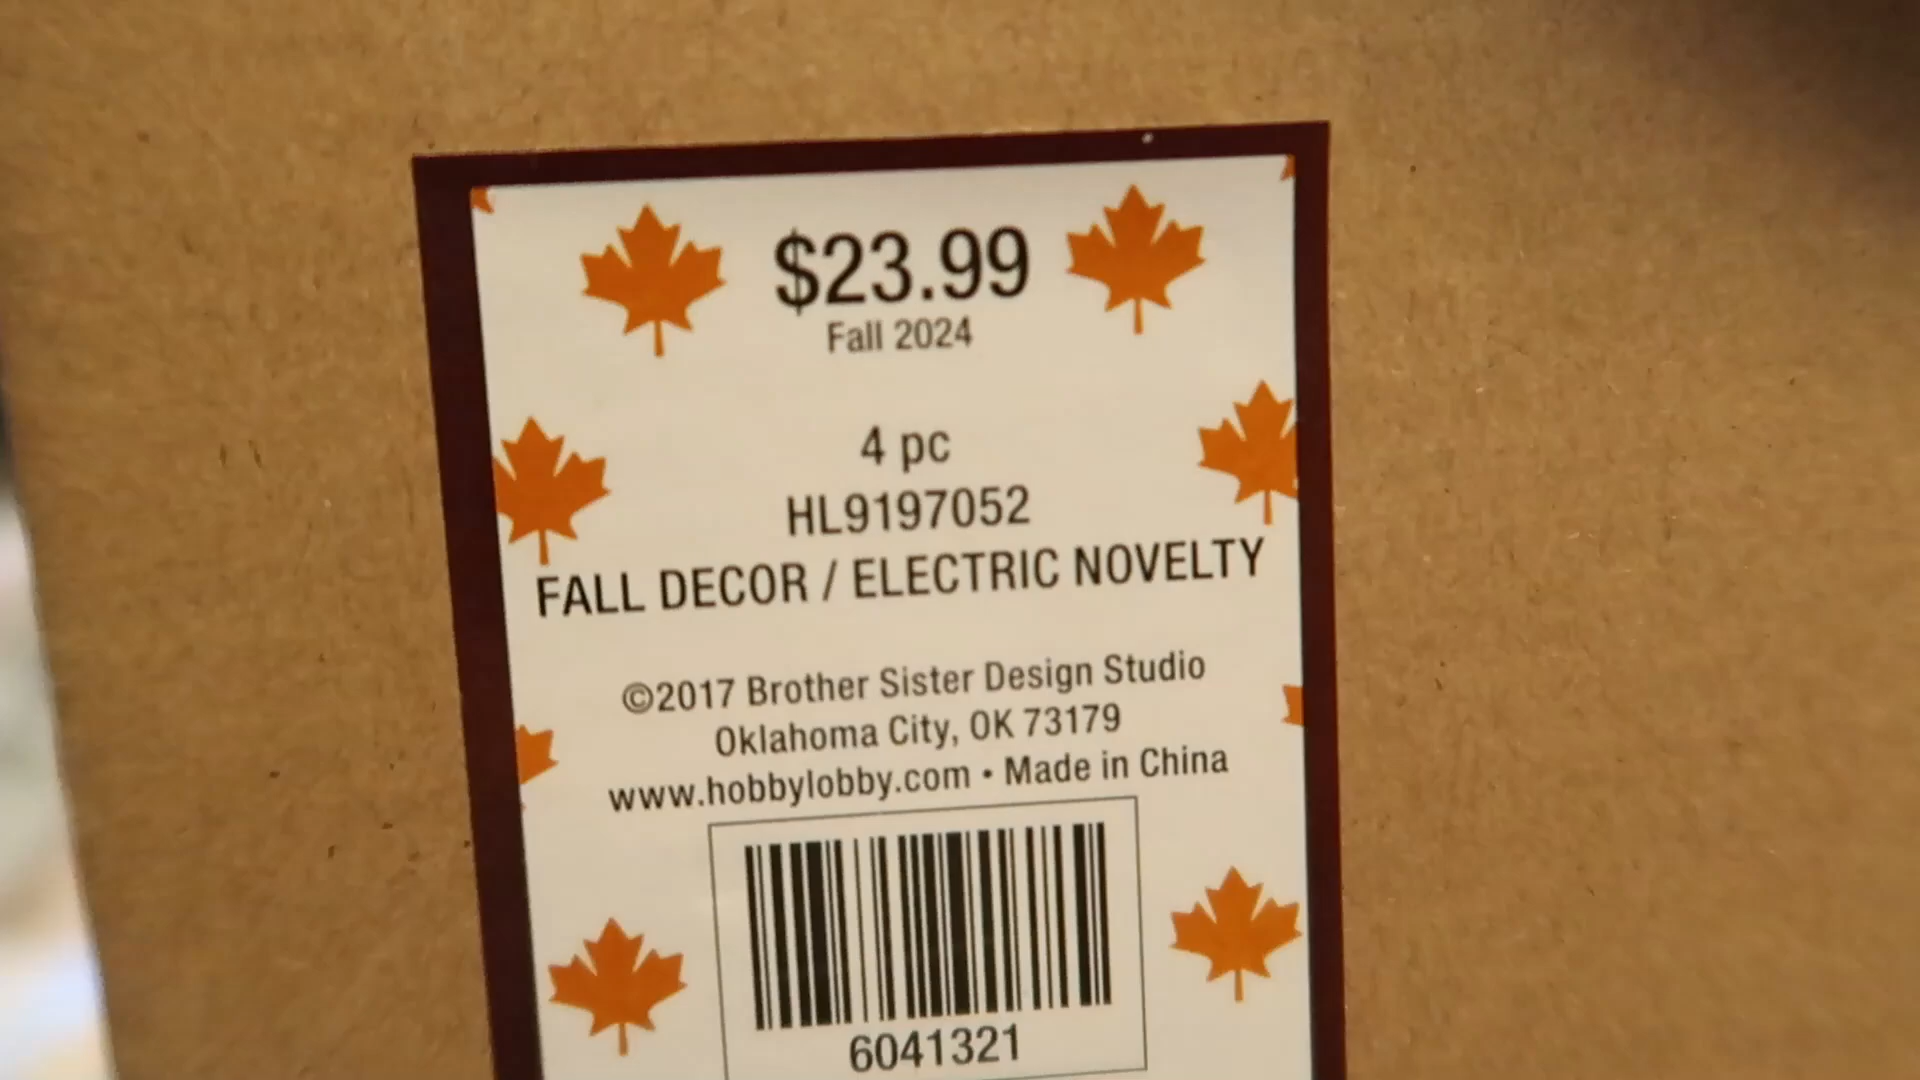 $23.99
Fall 2024
4 pc
HL9197052
FALL DECOR / ELECTRIC NOVELTY
©2017 Brother Sister Design Studio
Oklahoma City, OK 73179
www.hobbylobby.com • Made in China
6041321